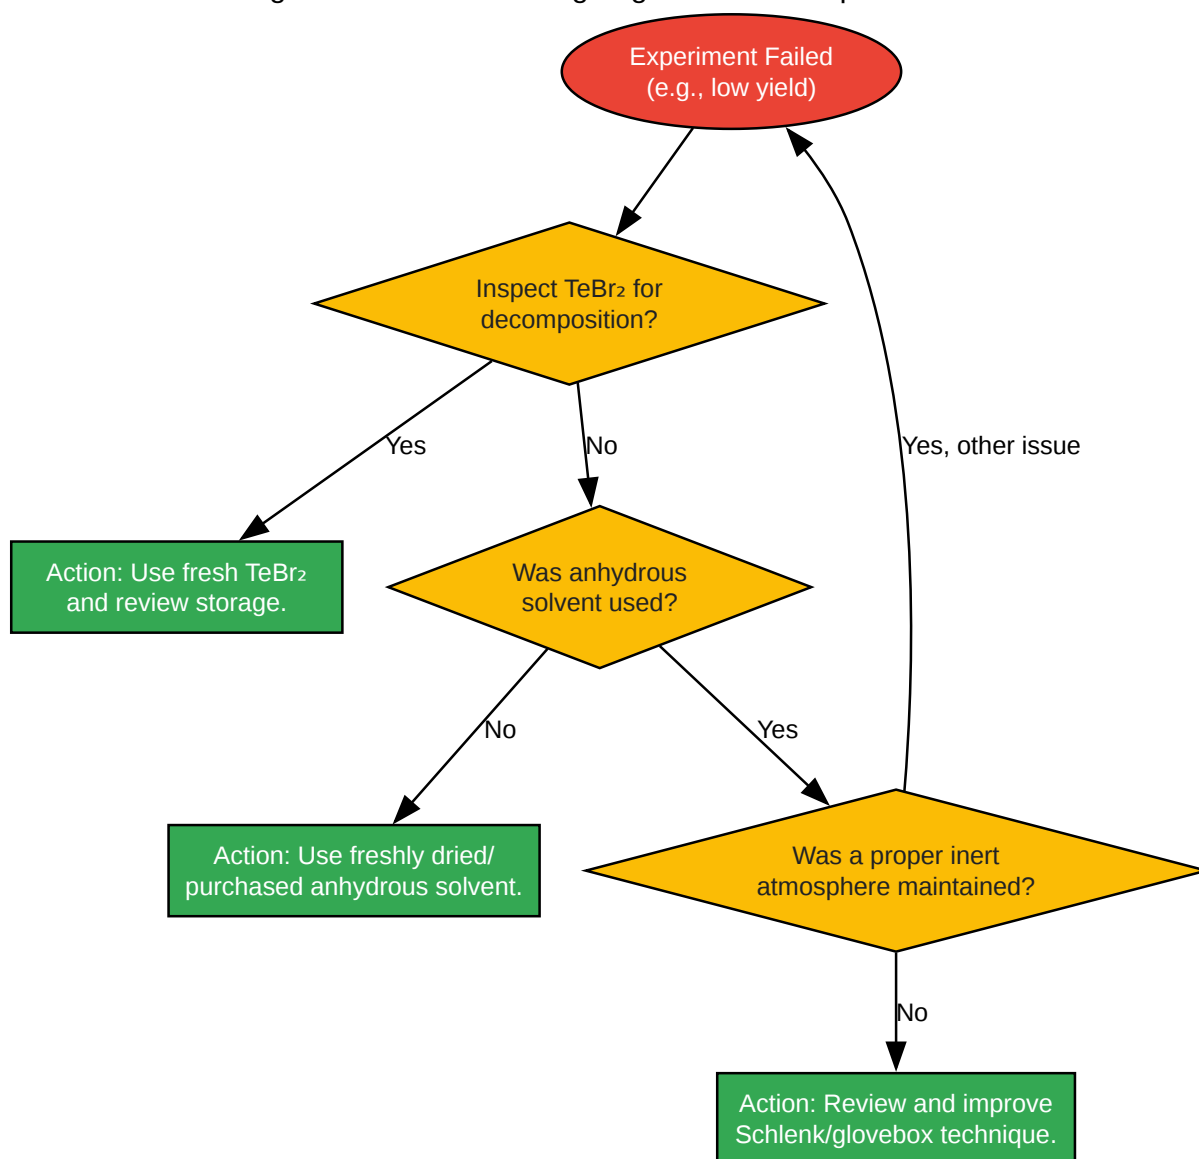 Experiment Failed
(e.g., low yield)
Inspect TeBr₂ for
decomposition?
Yes
No
Yes, other issue
Action: Use fresh TeBr₂
and review storage.
Was anhydrous
solvent used?
No
Yes
Action: Use freshly dried/
purchased anhydrous solvent.
Was a proper inert
atmosphere maintained?
No
Action: Review and improve
Schlenk/glovebox technique.